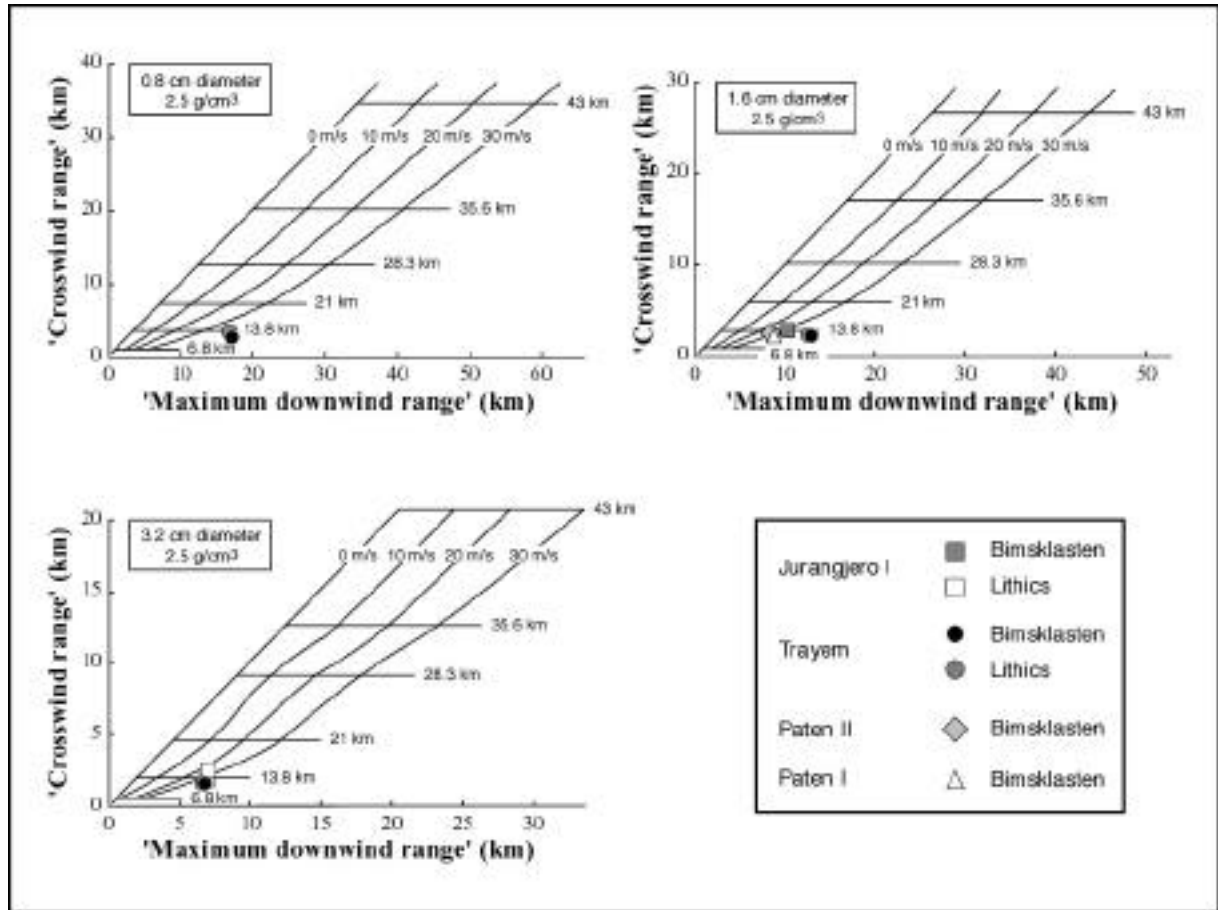 0.8 cm diameter
2.5 g/cm3
'Crosswind range' (km)
40
30
20
10
0
0 m/s
10 m/s
20 m/s
30 m/s
43 km
35.6 km
28.3 km
21 km
13.8 km
6.8 km
0
10
20
30
40
50
60
'Maximum downwind range' (km)
1.6 cm diameter
2.5 g/cm3
'Crosswind range' (km)
30
20
10
0
0 m/s
10 m/s
20 m/s
30 m/s
43 km
35.6 km
28.3 km
21 km
13.8 km
6.8 km
0
10
20
30
40
50
'Maximum downwind range' (km)
3.2 cm diameter
2.5 g/cm3
'Crosswind range' (km)
20
15
10
5
0
0 m/s
10 m/s
20 m/s
30 m/s
43 km
35.6 km
28.3 km
21 km
13.8 km
6.8 km
0
5
10
15
20
25
30
'Maximum downwind range' (km)
Jurangjero I
Bimsklasten
Lithics
Trayem
Bimsklasten
Lithics
Paten II
Bimsklasten
Paten I
Bimsklasten